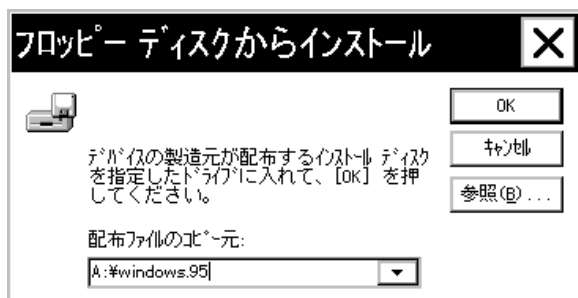 フロッピー ディスクからインストール
OK
ﾃﾞﾊﾞｲｽの製造元が配布するｲﾝｽﾄｰﾙ ﾃﾞｨｽｸ
を指定したﾄﾞﾗｲﾌﾞに入れて、[OK] を押
してください。
ｷｬﾝｾﾙ
参照(B)...
配布ﾌｧｲﾙのｺﾋﾟｰ元:
A:¥windows.95